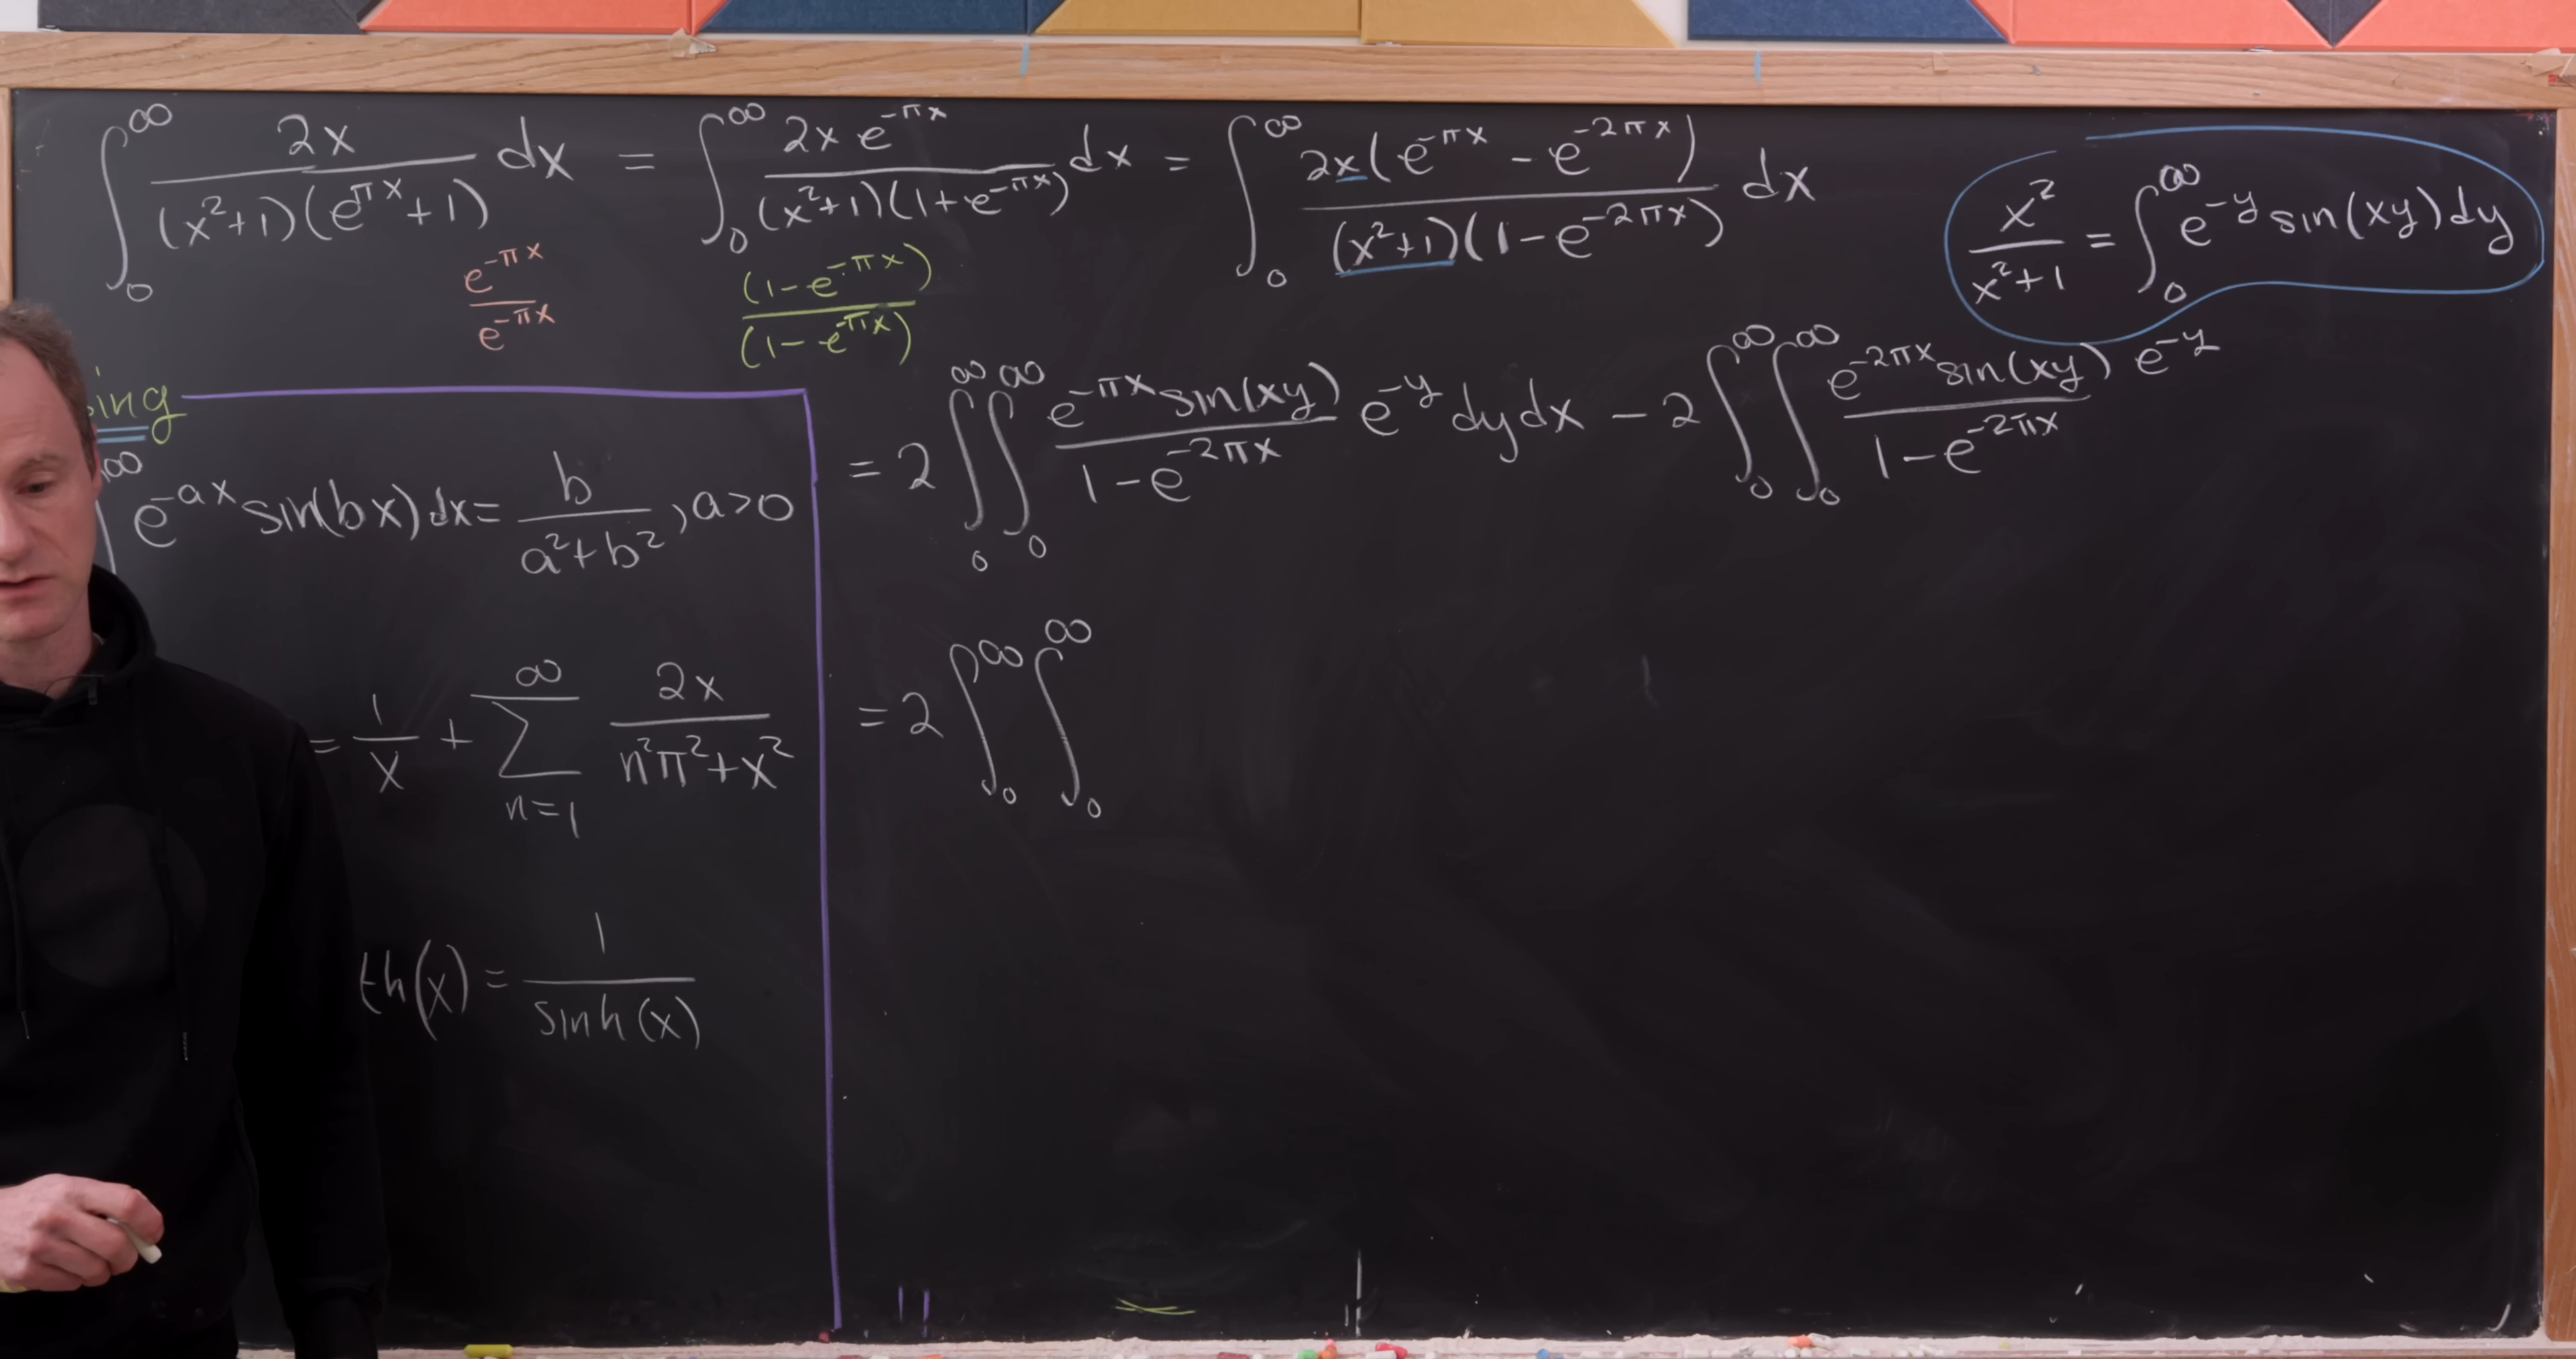 ∫₀^∞ 2x / ((x²+1)(e^{πx}+1)) dx = ∫₀^∞ 2x e^{-πx} / ((x²+1)(1+e^{-πx})) dx = ∫₀^∞ 2x(e^{-πx} - e^{-2πx}) / ((x²+1)(1-e^{-2πx})) dx
x² / (x²+1) = ∫₀^∞ e^{-y} sin(xy) dy
e^{-πx} / e^{-πx}
(1-e^{-πx}) / (1-e^{-πx})
= 2 ∫₀^∞ ∫₀^∞ e^{-πx} sin(xy) / (1-e^{-2πx}) e^{-y} dy dx - 2 ∫₀^∞ ∫₀^∞ e^{-2πx} sin(xy) / (1-e^{-2πx}) e^{-y}
= 2 ∫₀^∞ ∫₀^∞
ing
∫^∞ e^{-ax} sin(bx) dx = b / (a²+b²), a>0
= 1/x + ∑_{n=1}^∞ 2x / (n²π²+x²)
th(x) = 1 / sinh(x)